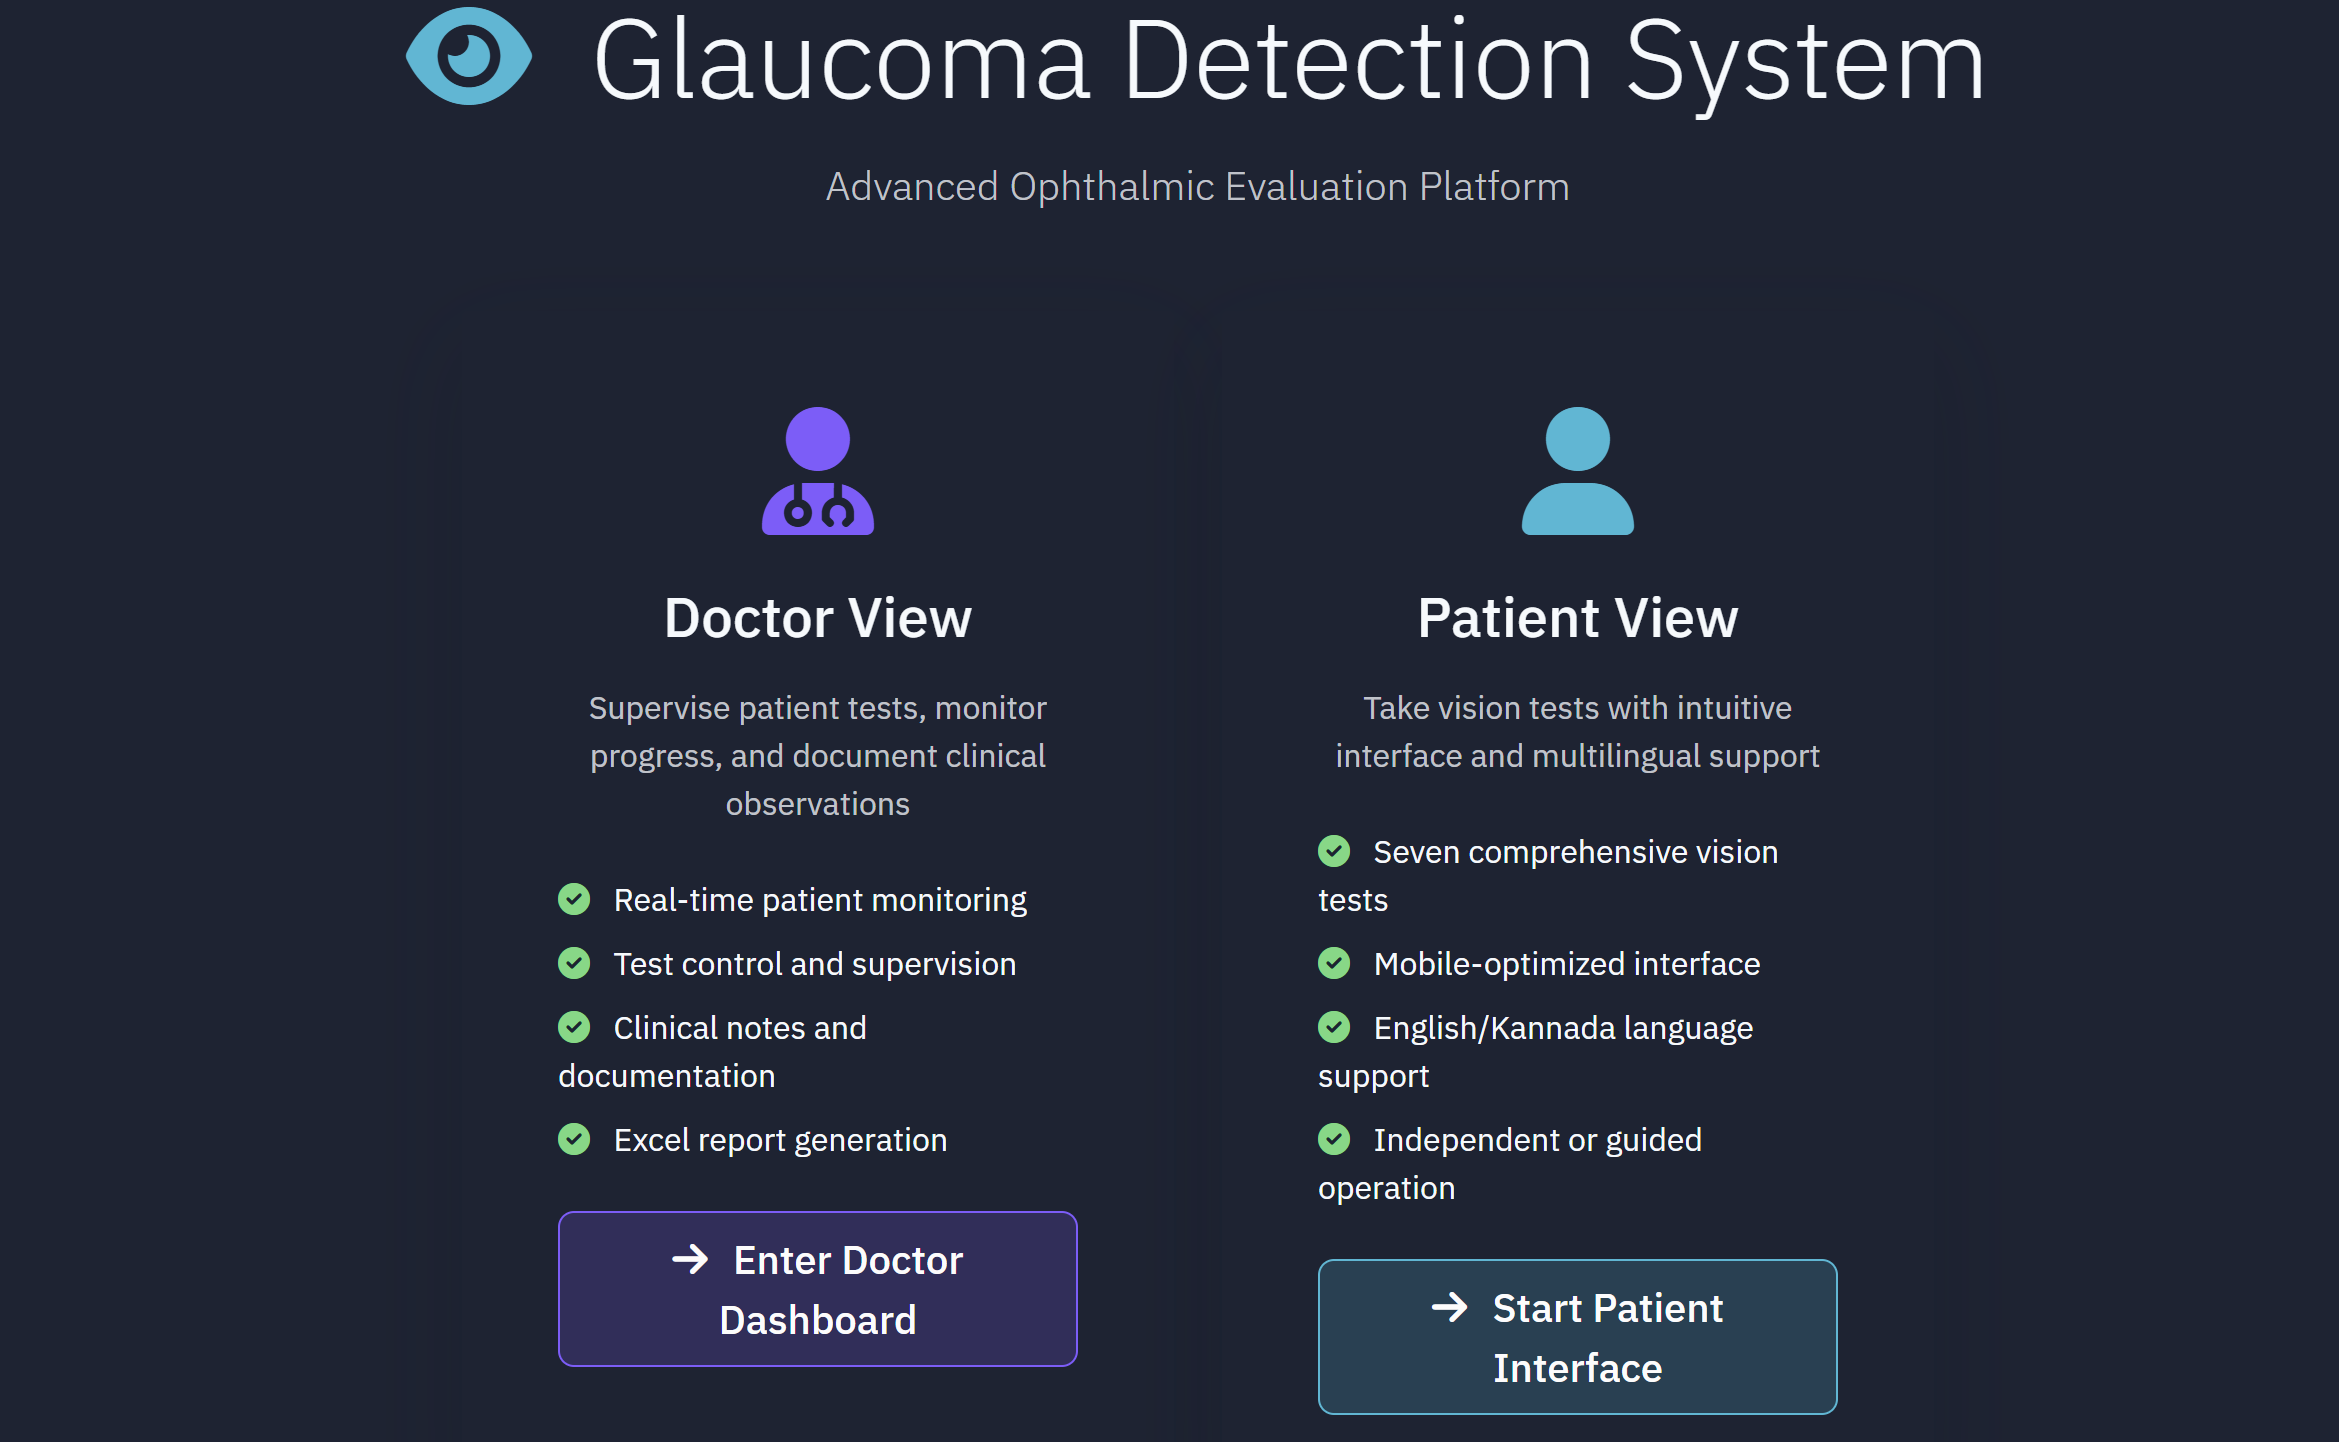 Glaucoma Detection System
Advanced Ophthalmic Evaluation Platform
Doctor View
Supervise patient tests, monitor
progress, and document clinical
observations
Real-time patient monitoring
Test control and supervision
Clinical notes and
documentation
Excel report generation
Enter Doctor
Dashboard
Patient View
Take vision tests with intuitive
interface and multilingual support
Seven comprehensive vision
tests
Mobile-optimized interface
English/Kannada language
support
Independent or guided
operation
Start Patient
Interface